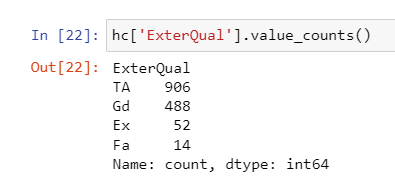 In [22]: hc['ExterQual'].value_counts()
Out[22]: ExterQual
TA 906
Gd 488
Ex 52
Fa 14
Name: count, dtype: int64